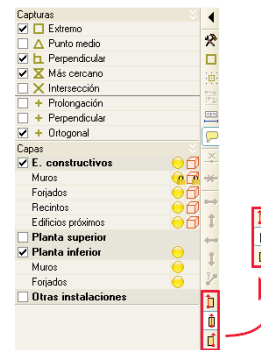 Capturas
Extremo
Punto medio
Perpendicular
Más cercano
Intersección
Prolongación
Perpendicular
Ortogonal
Capas
E. constructivos
Muros
Forjados
Recintos
Edificios próximos
Planta superior
Planta inferior
Muros
Forjados
Otras instalaciones